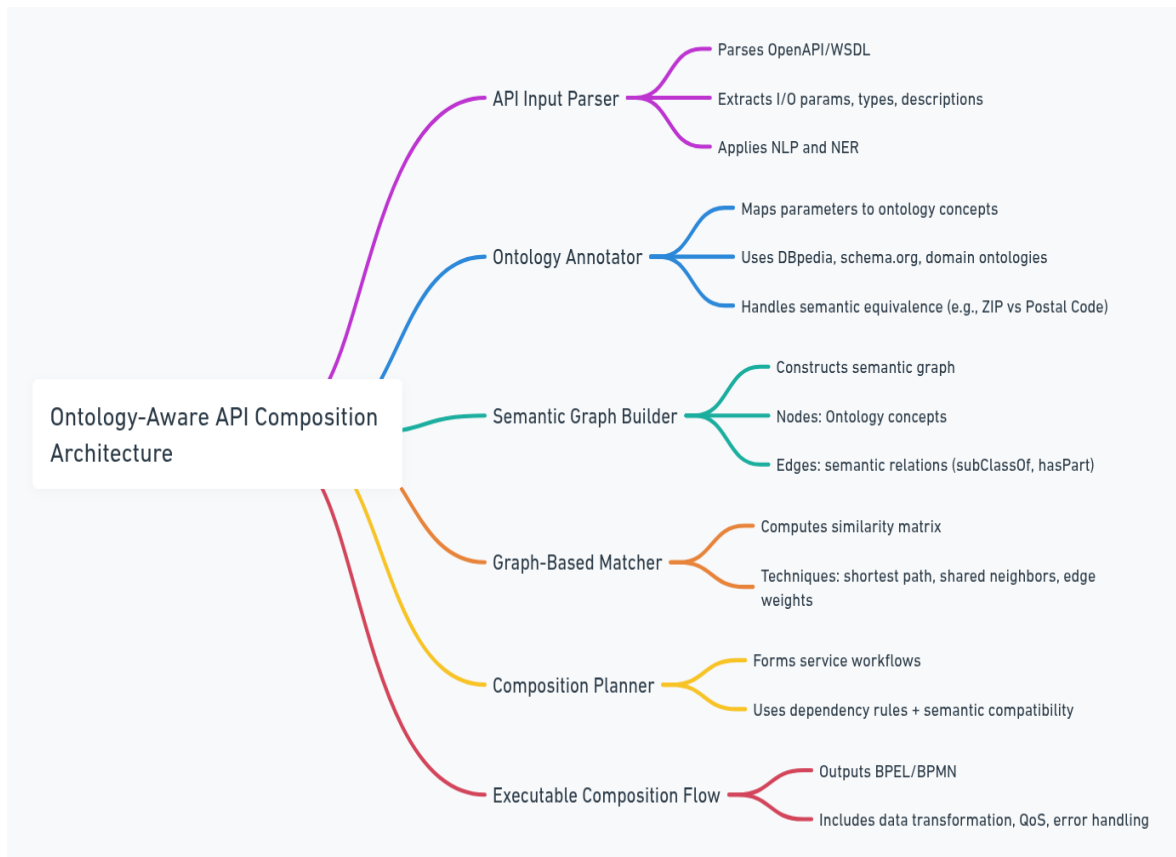 Ontology-Aware API Composition
Architecture
API Input Parser
Parses OpenAPI/WSDL
Extracts I/O params, types, descriptions
Applies NLP and NER
Ontology Annotator
Maps parameters to ontology concepts
Uses DBpedia, schema.org, domain ontologies
Handles semantic equivalence (e.g., ZIP vs Postal Code)
Semantic Graph Builder
Constructs semantic graph
Nodes: Ontology concepts
Edges: semantic relations (subClassOf, hasPart)
Graph-Based Matcher
Computes similarity matrix
Techniques: shortest path, shared neighbors, edge
weights
Composition Planner
Forms service workflows
Uses dependency rules + semantic compatibility
Executable Composition Flow
Outputs BPEL/BPMN
Includes data transformation, QoS, error handling